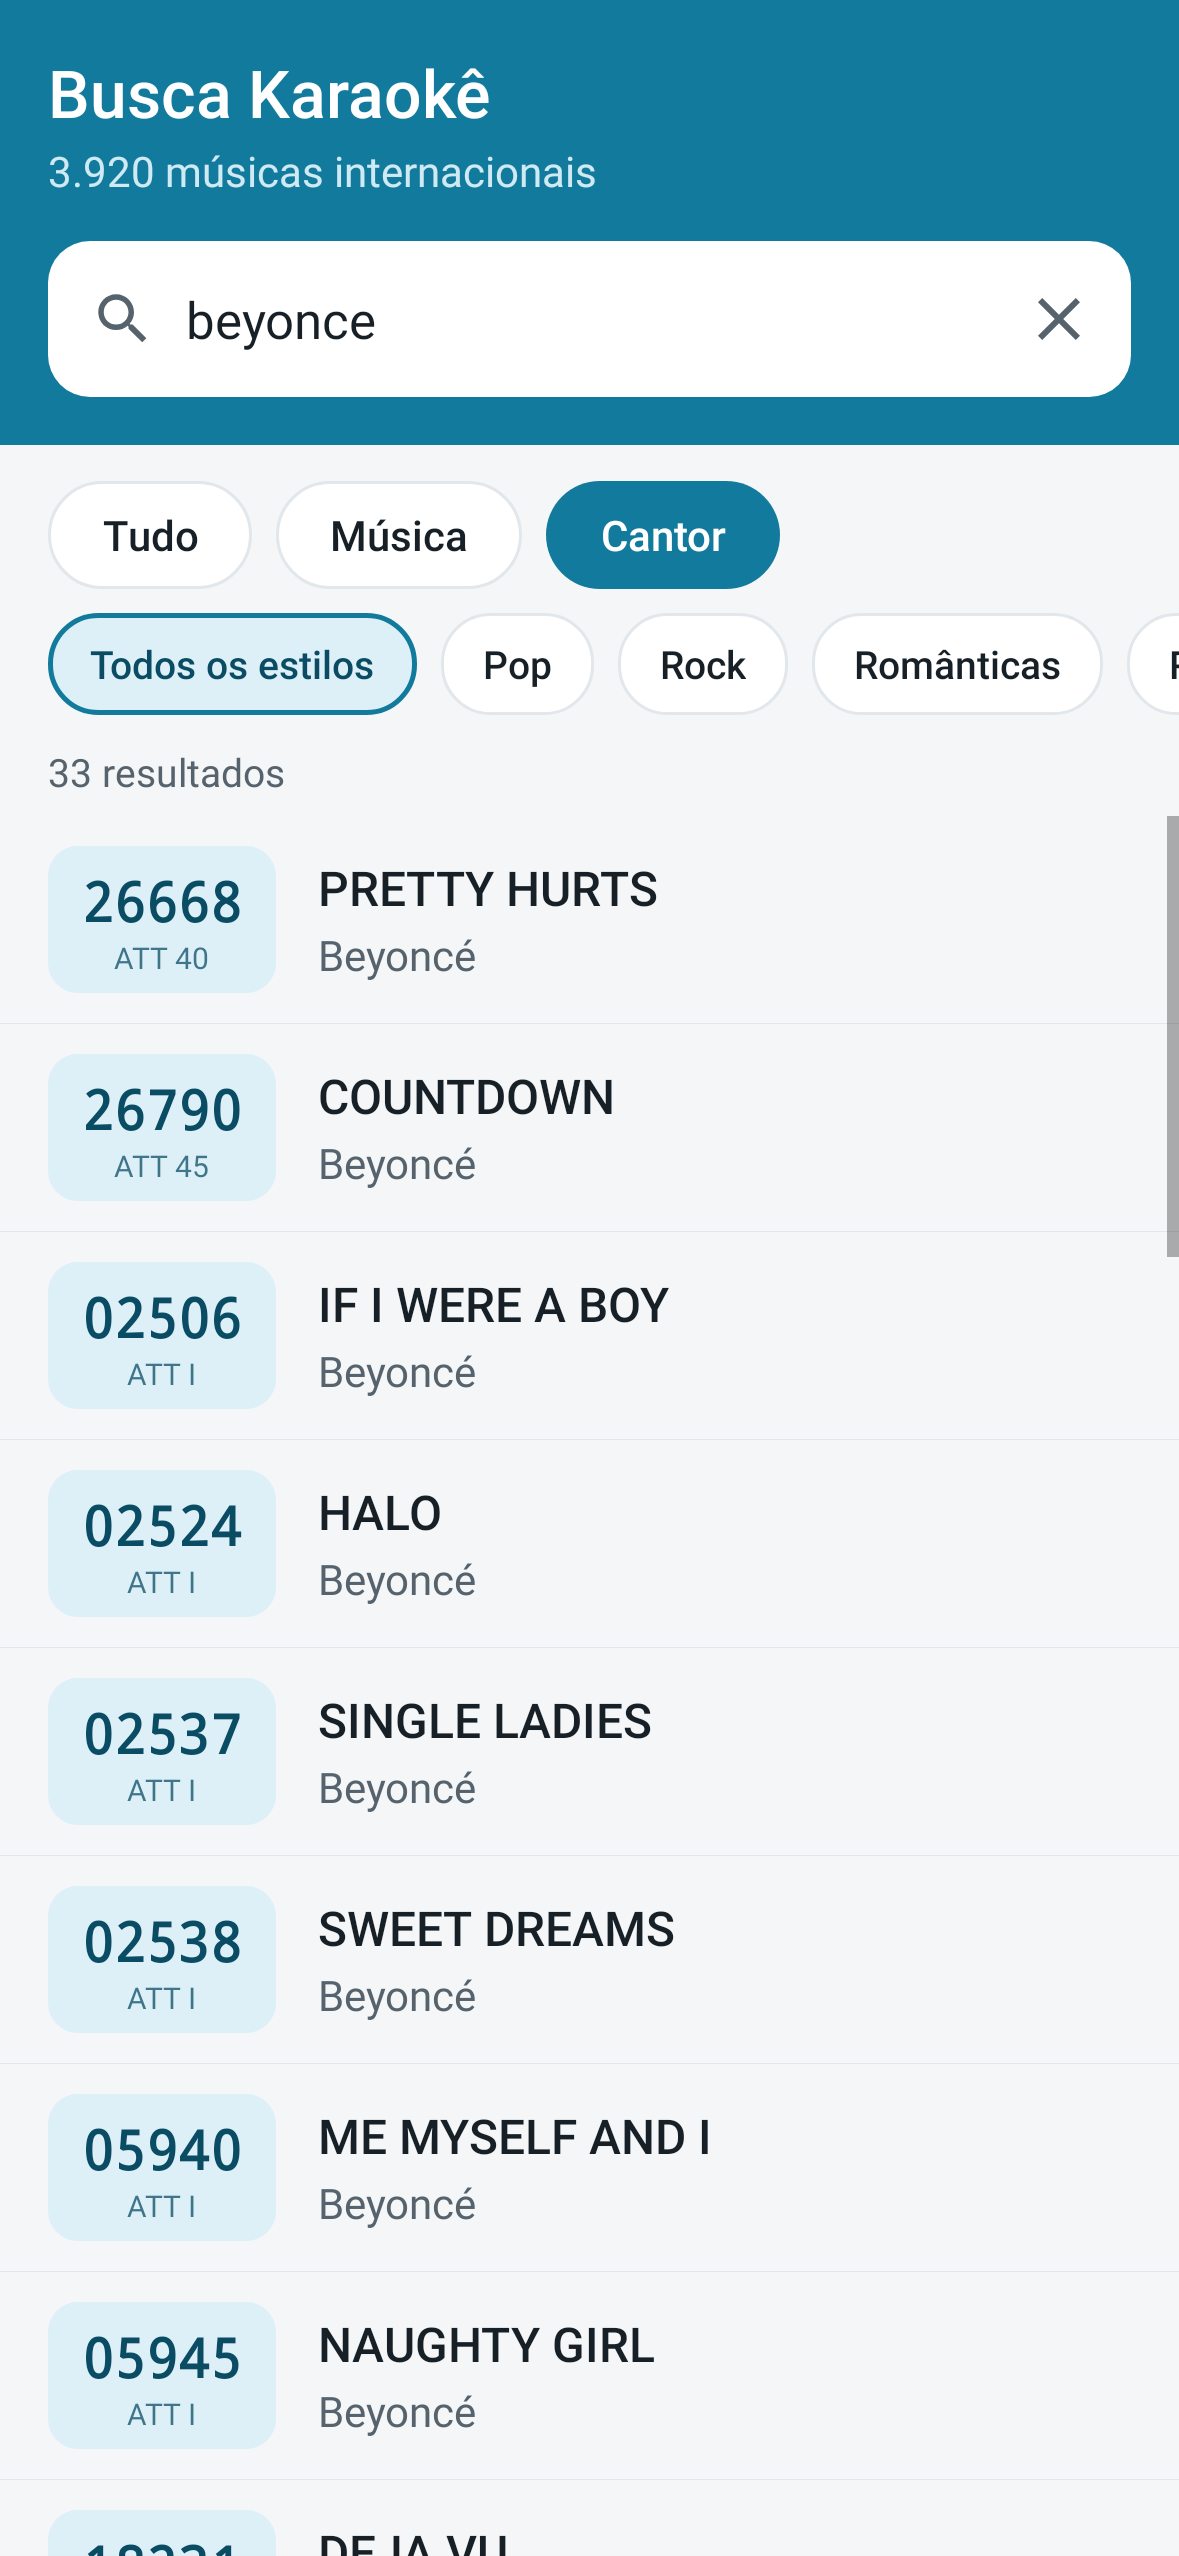 Busca Karaokê
3.920 músicas internacionais
beyonce
Tudo Música Cantor
Todos os estilos Pop Rock Românticas
33 resultados
26668 PRETTY HURTS
ATT 40 Beyoncé
26790 COUNTDOWN
ATT 45 Beyoncé
02506 IF I WERE A BOY
ATT I Beyoncé
02524 HALO
ATT I Beyoncé
02537 SINGLE LADIES
ATT I Beyoncé
02538 SWEET DREAMS
ATT I Beyoncé
05940 ME MYSELF AND I
ATT I Beyoncé
05945 NAUGHTY GIRL
ATT I Beyoncé
DEJA VU